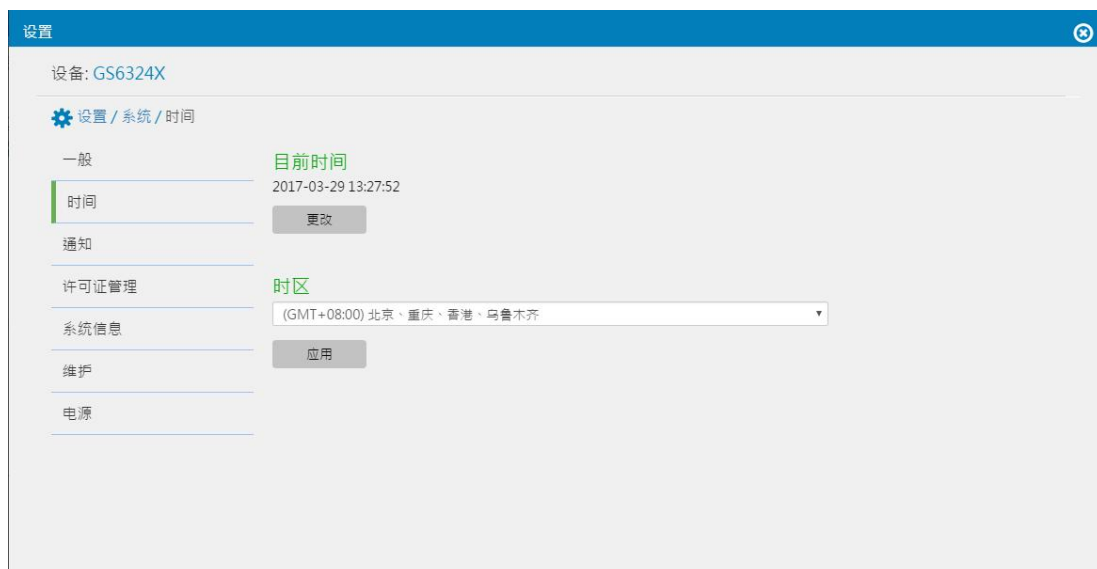 设置
设备: GS6324X
设置 / 系统 / 时间
一般
时间
通知
许可证管理
系统信息
维护
电源
目前时间
2017-03-29 13:27:52
更改
时区
(GMT+08:00) 北京、重庆、香港、乌鲁木齐
应用